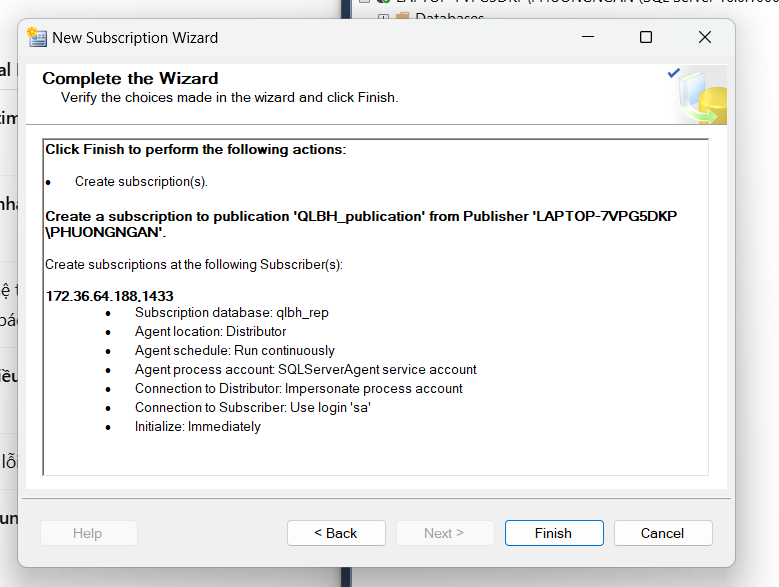 New Subscription Wizard
Databases
Complete the Wizard
Verify the choices made in the wizard and click Finish.
Click Finish to perform the following actions:
• Create subscription(s).
Create a subscription to publication 'QLBH_publication' from Publisher 'LAPTOP-7VPG5DKP
\PHUONGNGAN'.
Create subscriptions at the following Subscriber(s):
172.36.64.188,1433
• Subscription database: qlbh_rep
• Agent location: Distributor
• Agent schedule: Run continuously
• Agent process account: SQLServerAgent service account
• Connection to Distributor: Impersonate process account
• Connection to Subscriber: Use login 'sa'
• Initialize: Immediately
Help
< Back
Next >
Finish
Cancel